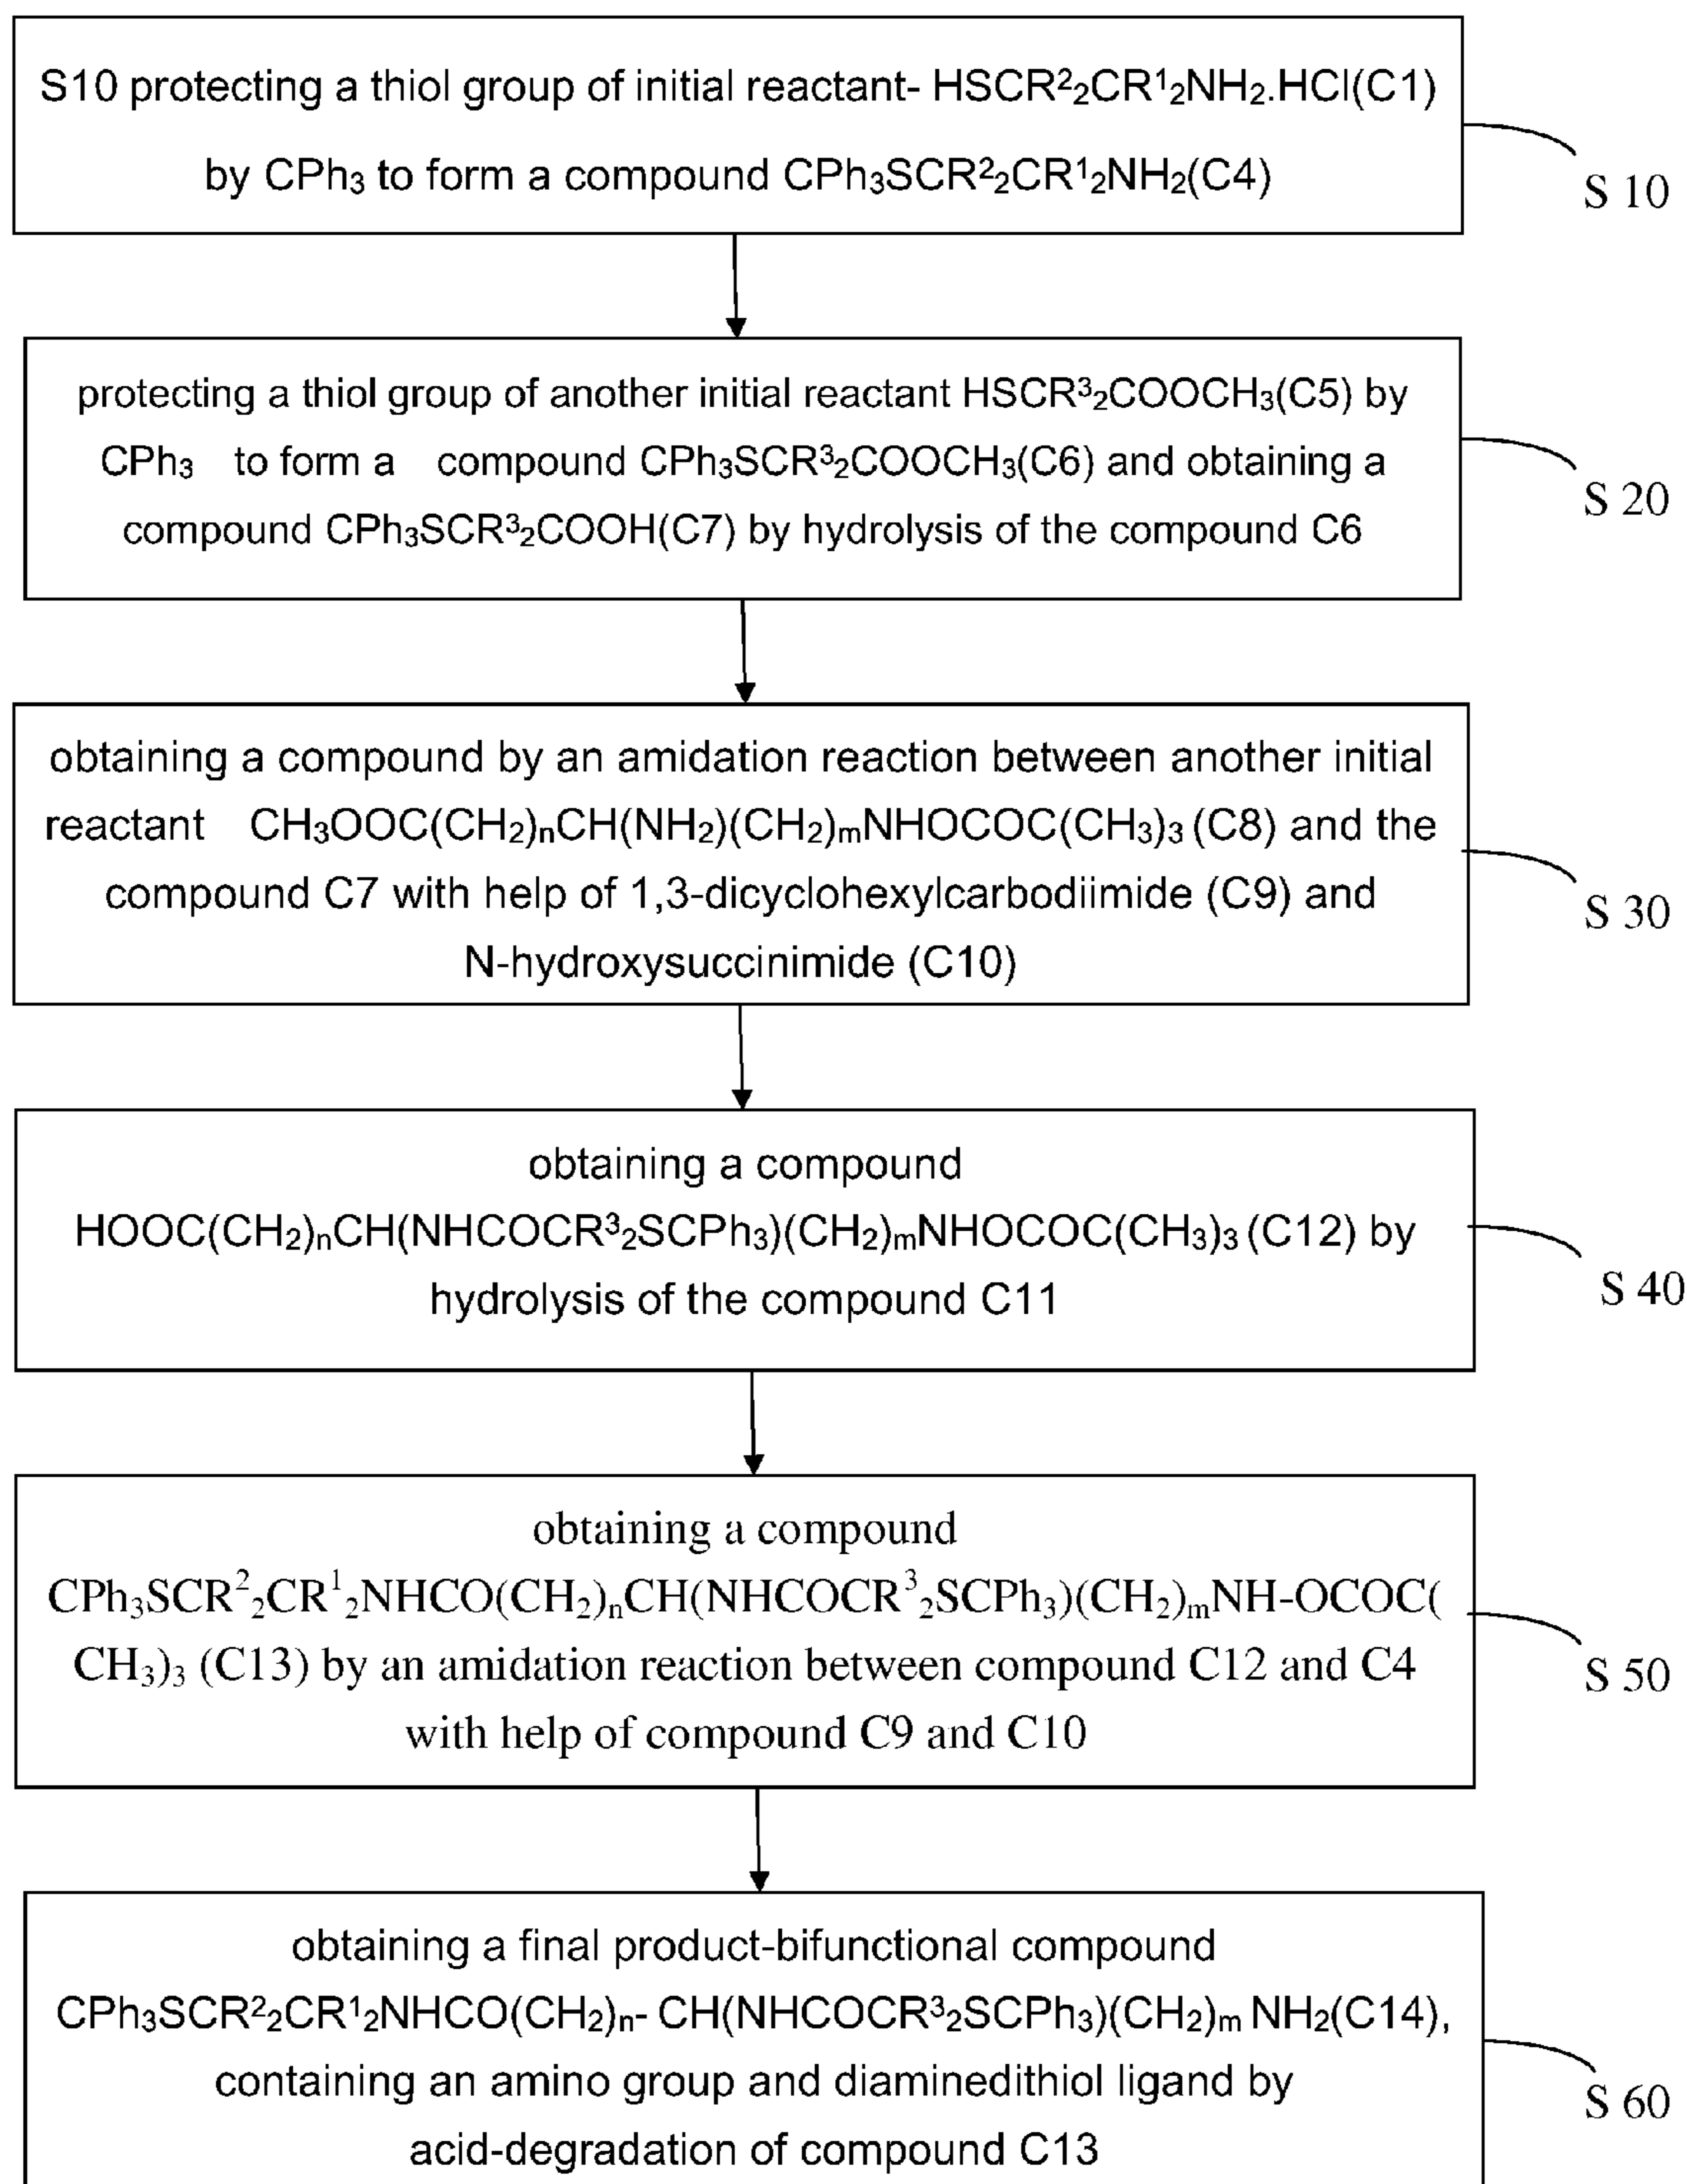 S10 protecting a thiol group of initial reactant- HSCR²₂CR¹₂NH₂.HCl(C1)
by CPh₃ to form a compound CPh₃SCR²₂CR¹₂NH₂(C4)
S 10
protecting a thiol group of another initial reactant HSCR³₂COOCH₃(C5) by
CPh₃ to form a compound CPh₃SCR³₂COOCH₃(C6) and obtaining a
compound CPh₃SCR³₂COOH(C7) by hydrolysis of the compound C6
S 20
obtaining a compound by an amidation reaction between another initial
reactant CH₃OOC(CH₂)ₙCH(NH₂)(CH₂)ₘNHOCOC(CH₃)₃ (C8) and the
compound C7 with help of 1,3-dicyclohexylcarbodiimide (C9) and
N-hydroxysuccinimide (C10)
S 30
obtaining a compound
HOOC(CH₂)ₙCH(NHCOCR³₂SCPh₃)(CH₂)ₘNHOCOC(CH₃)₃ (C12) by
hydrolysis of the compound C11
S 40
obtaining a compound
CPh₃SCR²₂CR¹₂NHCO(CH₂)ₙCH(NHCOCR³₂SCPh₃)(CH₂)ₘNH-OCOC(
CH₃)₃ (C13) by an amidation reaction between compound C12 and C4
with help of compound C9 and C10
S 50
obtaining a final product-bifunctional compound
CPh₃SCR²₂CR¹₂NHCO(CH₂)ₙ- CH(NHCOCR³₂SCPh₃)(CH₂)ₘ NH₂(C14),
containing an amino group and diaminedithiol ligand by
acid-degradation of compound C13
S 60